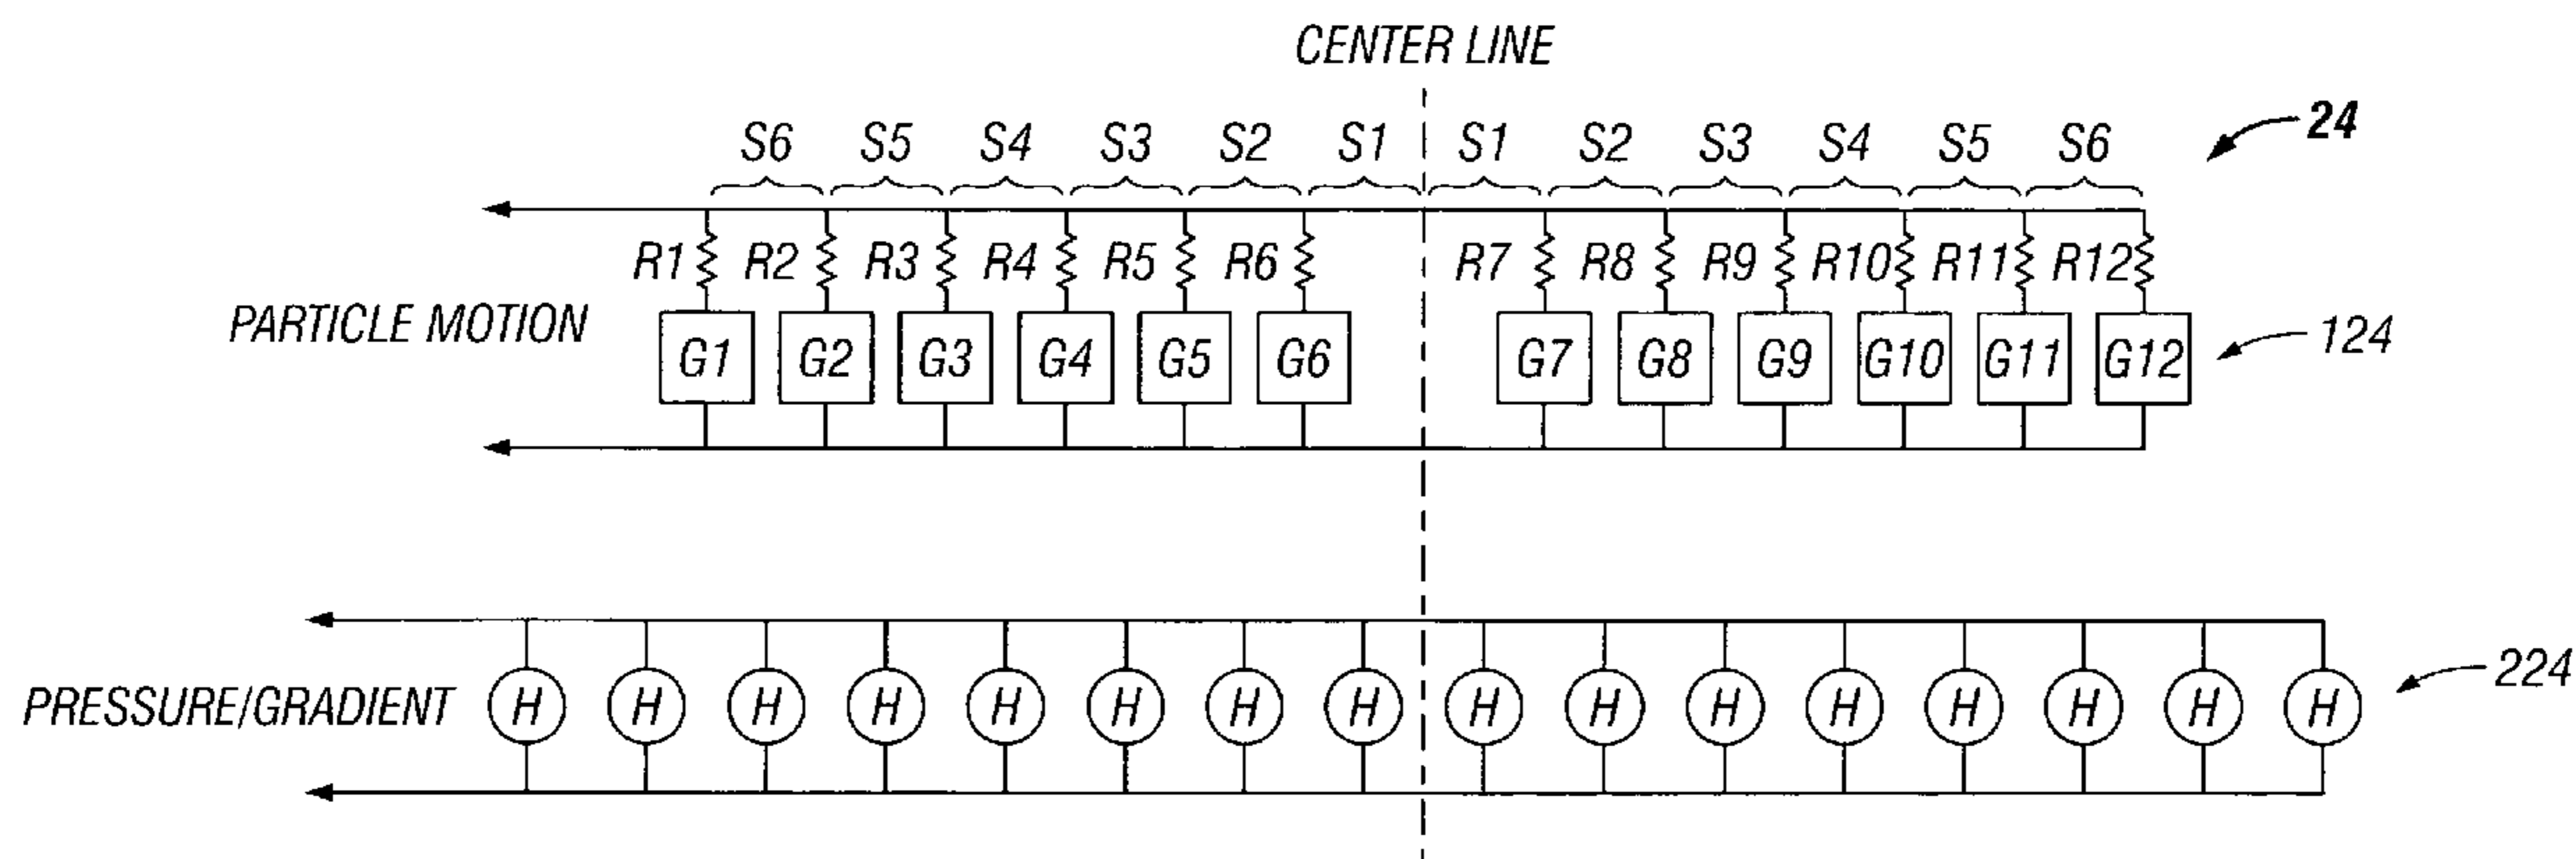 CENTER LINE
S6 S5 S4 S3 S2 S1 S1 S2 S3 S4 S5 S6
24
R1 R2 R3 R4 R5 R6 R7 R8 R9 R10 R11 R12
PARTICLE MOTION
G1 G2 G3 G4 G5 G6 G7 G8 G9 G10 G11 G12
124
PRESSURE/GRADIENT
H H H H H H H H H H H H H H H H
224